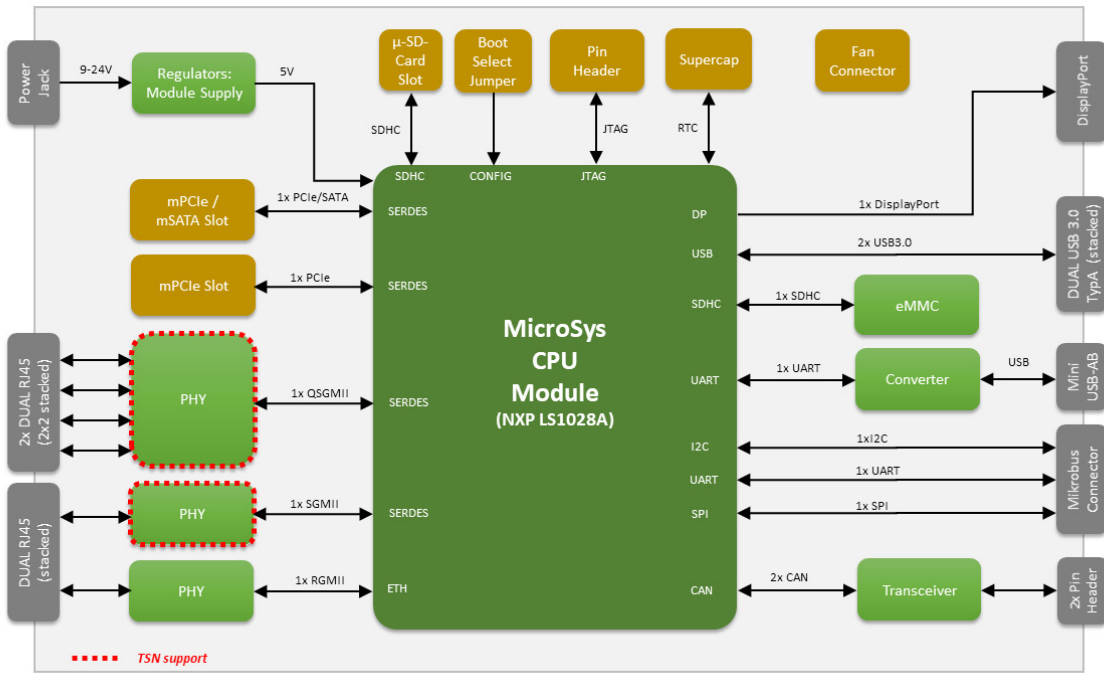 Power
Jack
9-24V
Regulators:
Module Supply
5V
µ-SD-
Card
Slot
Boot
Select
Jumper
Pin
Header
Supercap
Fan
Connector
DisplayPort
SDHC
JTAG
RTC
SDHC
CONFIG
JTAG
mPCIe /
mSATA Slot
1x PCIe/SATA
SERDES
DP
1x DisplayPort
USB
2x USB3.0
DUAL USB 3.0
TypA (stacked)
mPCIe Slot
1x PCIe
SERDES
SDHC
1x SDHC
eMMC
MicroSys
CPU
Module
(NXP LS1028A)
2x DUAL RJ45
(2x2 stacked)
PHY
1x QSGMII
SERDES
UART
1x UART
Converter
USB
Mini
USB-AB
I2C
1xI2C
UART
1x UART
SPI
1x SPI
Mikrobus
Connector
DUAL RJ45
(stacked)
PHY
1x SGMII
SERDES
PHY
1x RGMII
ETH
CAN
2x CAN
Transceiver
2x Pin
Header
TSN support